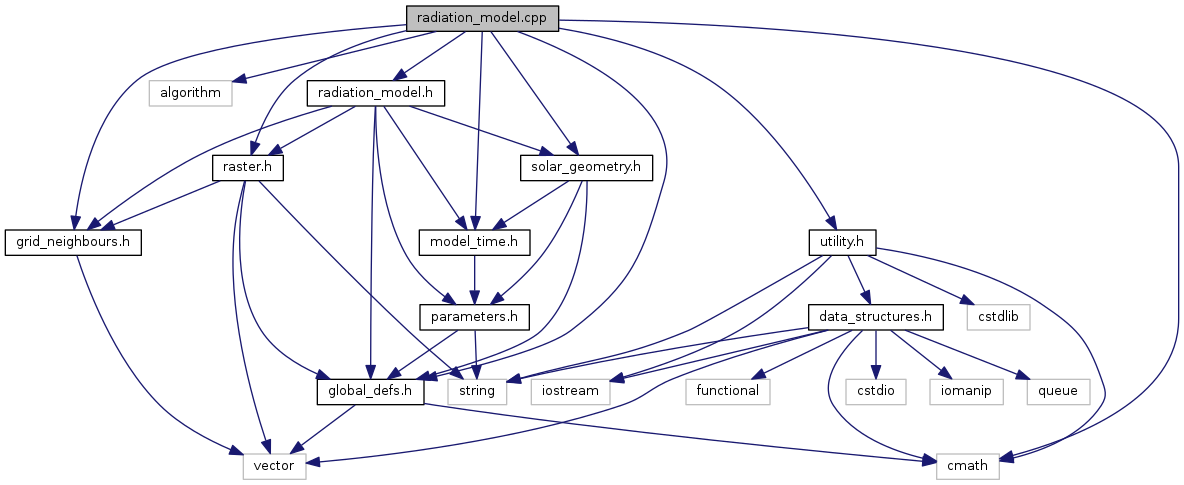 radiation_model.cpp
algorithm
radiation_model.h
raster.h
solar_geometry.h
grid_neighbours.h
model_time.h
utility.h
parameters.h
data_structures.h
cstdlib
global_defs.h
string
iostream
functional
cstdio
iomanip
queue
vector
cmath